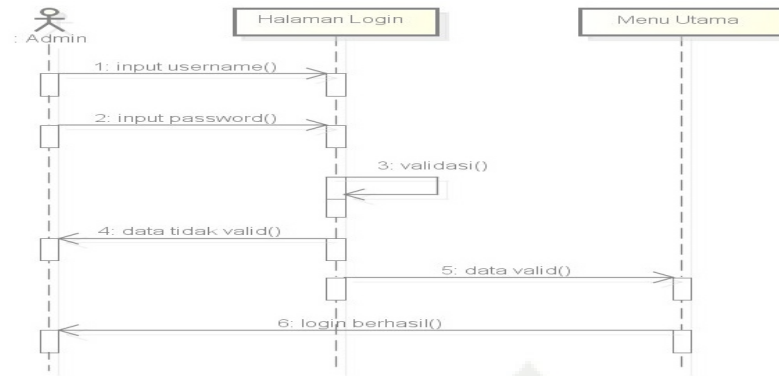 : Admin
Halaman Login
Menu Utama
1: input username()
2: input password()
3: validasi()
4: data tidak valid()
5: data valid()
6: login berhasil()